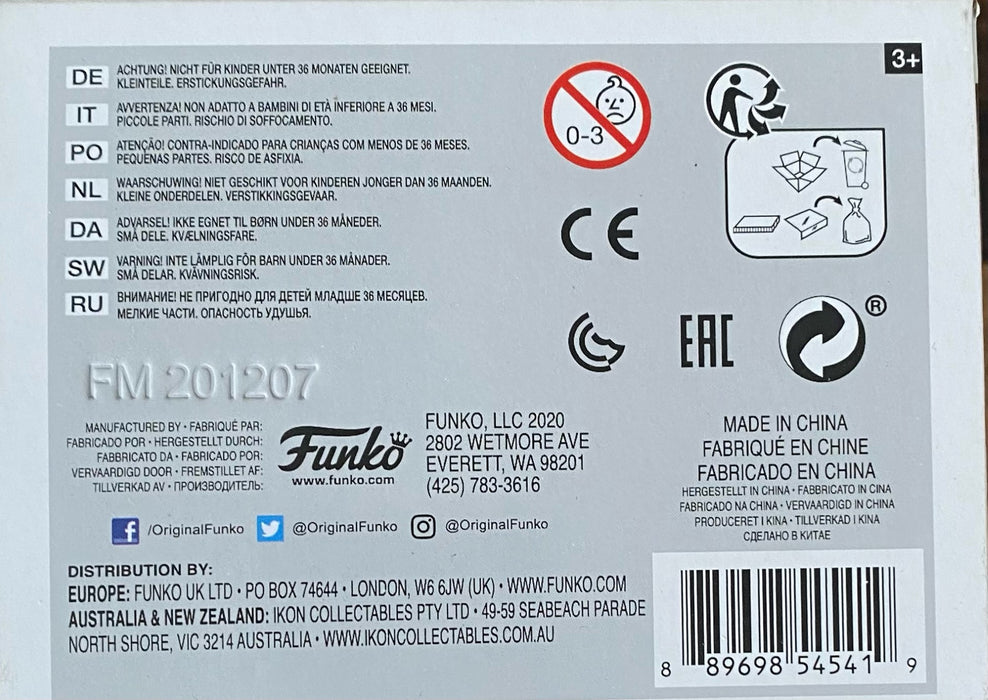 3+
DE
ACHTUNG! NICHT FÜR KINDER UNTER 36 MONATEN GEEIGNET.
KLEINTEILE. ERSTICKUNGSGEFAHR.
IT
AVVERTENZA! NON ADATTO A BAMBINI DI ETÀ INFERIORE A 36 MESI.
PICCOLE PARTI. RISCHIO DI SOFFOCAMENTO.
PO
ATENÇÃO! CONTRA-INDICADO PARA CRIANÇAS COM MENOS DE 36 MESES.
PEQUENAS PARTES. RISCO DE ASFIXIA.
NL
WAARSCHUWING! NIET GESCHIKT VOOR KINDEREN JONGER DAN 36 MAANDEN.
KLEINE ONDERDELEN. VERSTIKKINGSGEVAAR.
DA
ADVARSEL! IKKE EGNET TIL BØRN UNDER 36 MÅNEDER.
SMÅ DELE. KVÆLNINGSFARE.
SW
VARNING! INTE LÄMPLIG FÖR BARN UNDER 36 MÅNADER.
SMÅ DELAR. KVÄVNINGSRISK.
RU
ВНИМАНИЕ! НЕ ПРИГОДНО ДЛЯ ДЕТЕЙ МЛАДШЕ 36 МЕСЯЦЕВ.
МЕЛКИЕ ЧАСТИ. ОПАСНОСТЬ УДУШЬЯ.
0-3
CE
EAC
®
FM 201207
MANUFACTURED BY • FABRIQUÉ PAR:
FABRICADO POR • HERGESTELLT DURCH:
FABBRICATO DA • FABRICADO POR:
VERVAARDIGD DOOR • FREMSTILLET AF:
TILLVERKAD AV • ПРОИЗВОДИТЕЛЬ:
Funko
www.funko.com
FUNKO, LLC 2020
2802 WETMORE AVE
EVERETT, WA 98201
(425) 783-3616
MADE IN CHINA
FABRIQUÉ EN CHINE
FABRICADO EN CHINA
HERGESTELLT IN CHINA • FABBRICATO IN CINA
FABRICADO NA CHINA • VERVAARDIGD IN CHINA
PRODUCERET I KINA • TILLVERKAD I KINA
СДЕЛАНО В КИТАЕ
/OriginalFunko @OriginalFunko @OriginalFunko
DISTRIBUTION BY:
EUROPE: FUNKO UK LTD • PO BOX 74644 • LONDON, W6 6JW (UK) • WWW.FUNKO.COM
AUSTRALIA & NEW ZEALAND: IKON COLLECTABLES PTY LTD • 49-59 SEABEACH PARADE
NORTH SHORE, VIC 3214 AUSTRALIA • WWW.IKONCOLLECTABLES.COM.AU
8 89698 54541 9